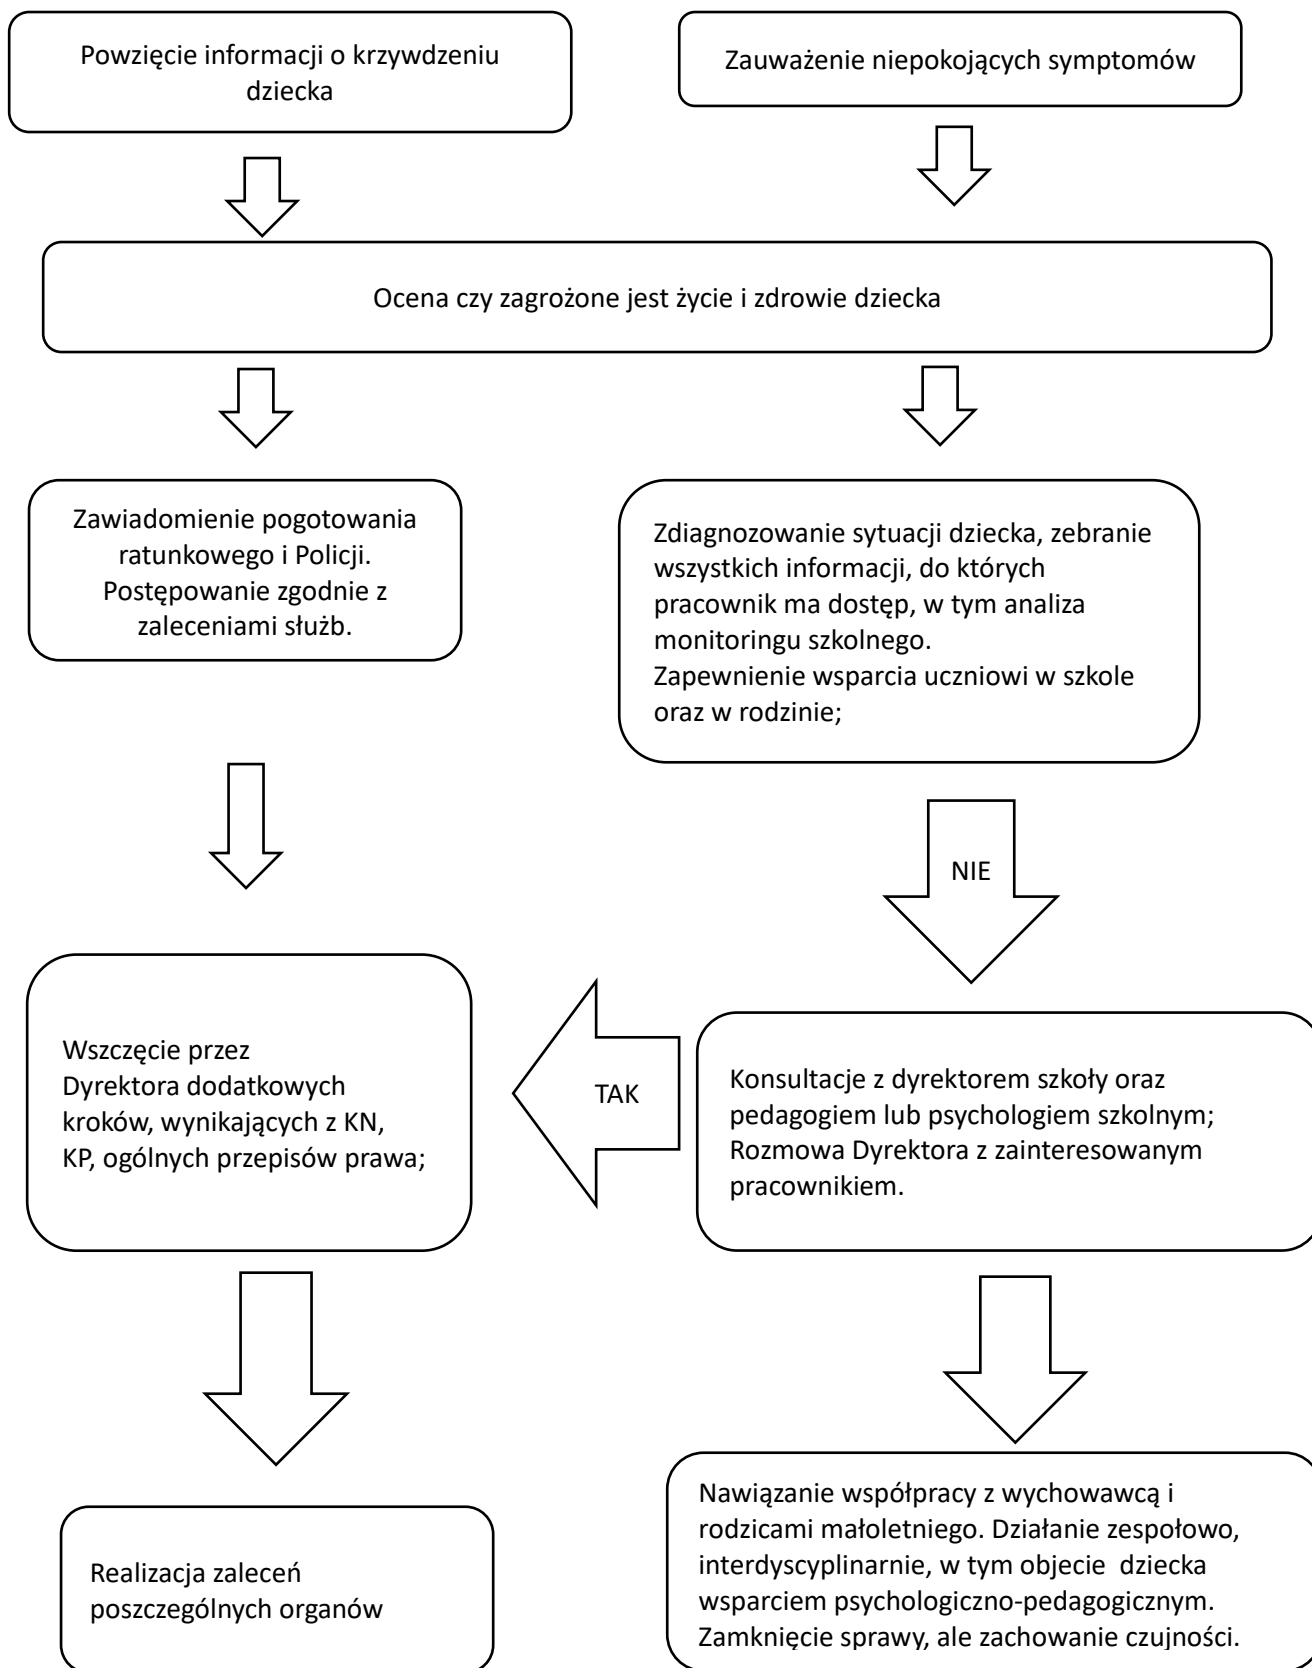 Powzięcie informacji o krzywdzeniu
dziecka
Zauważenie niepokojących symptomów
Ocena czy zagrożone jest życie i zdrowie dziecka
Zawiadomienie pogotowania
ratunkowego i Policji.
Postępowanie zgodnie z
zaleceniami służb.
Zdiagnozowanie sytuacji dziecka, zebranie
wszystkich informacji, do których
pracownik ma dostęp, w tym analiza
monitoringu szkolnego.
Zapewnienie wsparcia uczniowi w szkole
oraz w rodzinie;
NIE
Wszczęcie przez
Dyrektora dodatkowych
kroków, wynikających z KN,
KP, ogólnych przepisów prawa;
TAK
Konsultacje z dyrektorem szkoły oraz
pedagogiem lub psychologiem szkolnym;
Rozmowa Dyrektora z zainteresowanym
pracownikiem.
Realizacja zaleceń
poszczególnych organów
Nawiązanie współpracy z wychowawcą i
rodzicami małoletniego. Działanie zespołowo,
interdyscyplinarnie, w tym objecie  dziecka
wsparciem psychologiczno-pedagogicznym.
Zamknięcie sprawy, ale zachowanie czujności.